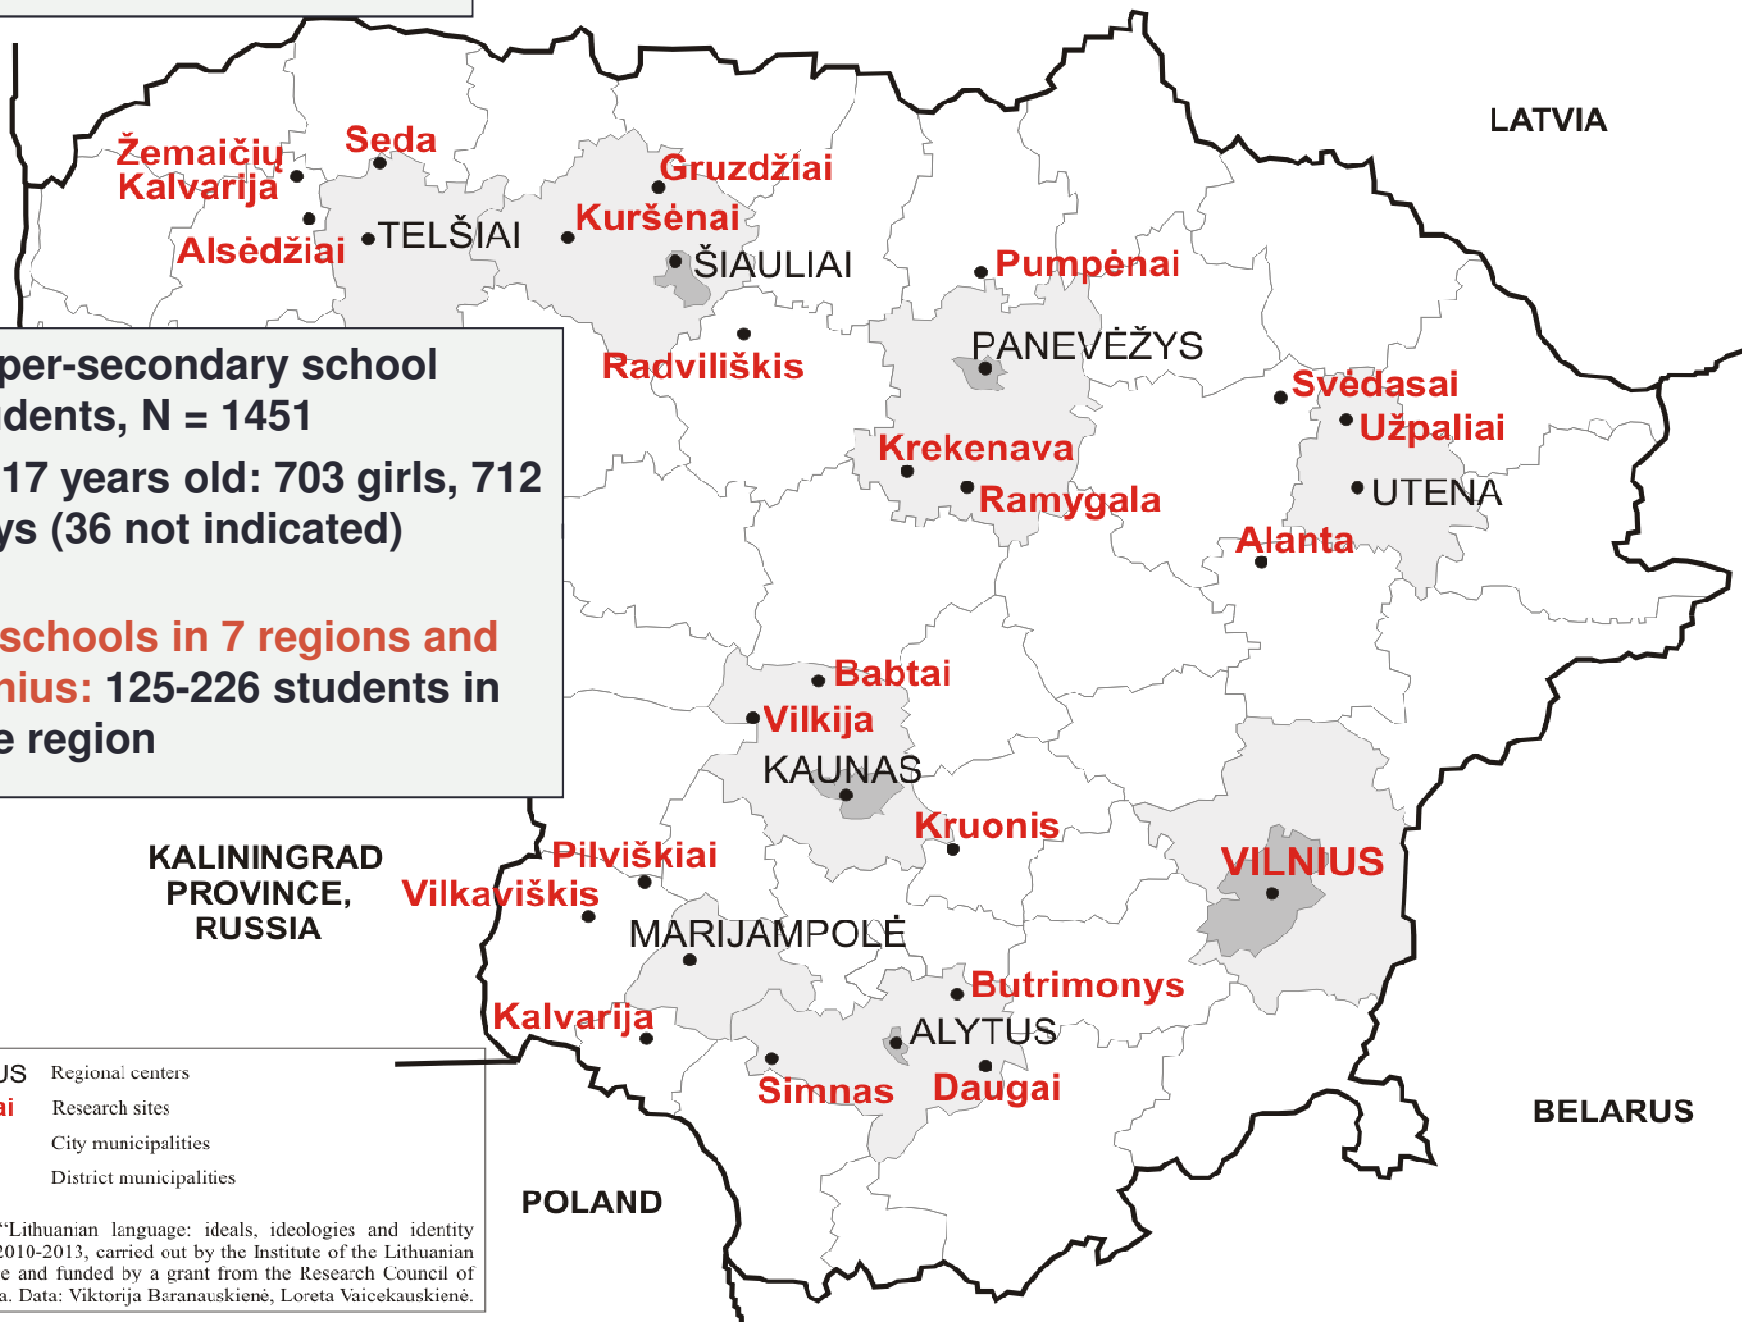 LATVIA
Žemaičių
Kalvarija
Seda
Gruzdžiai
Kuršėnai
Alsėdžiai
TELŠIAI
ŠIAULIAI
Pumpėnai
PANEVĖŽYS
Radviliškis
Svėdasai
Užpaliai
Krekenava
Ramygala
UTENA
Alanta
per-secondary school
dents, N = 1451
17 years old: 703 girls, 712
ys (36 not indicated)
schools in 7 regions and
nius: 125-226 students in
e region
Babtai
Vilkija
KAUNAS
Kruonis
Pilviškiai
Vilkaviškis
VILNIUS
KALININGRAD
PROVINCE,
RUSSIA
MARIJAMPOLĖ
Butrimonys
Kalvarija
ALYTUS
Simnas
Daugai
BELARUS
POLAND
US Regional centers
ai Research sites
City municipalities
District municipalities
“Lithuanian language: ideals, ideologies and identity
2010-2013, carried out by the Institute of the Lithuanian
e and funded by a grant from the Research Council of
a. Data: Viktorija Baranauskienė, Loreta Vaicekauskienė.